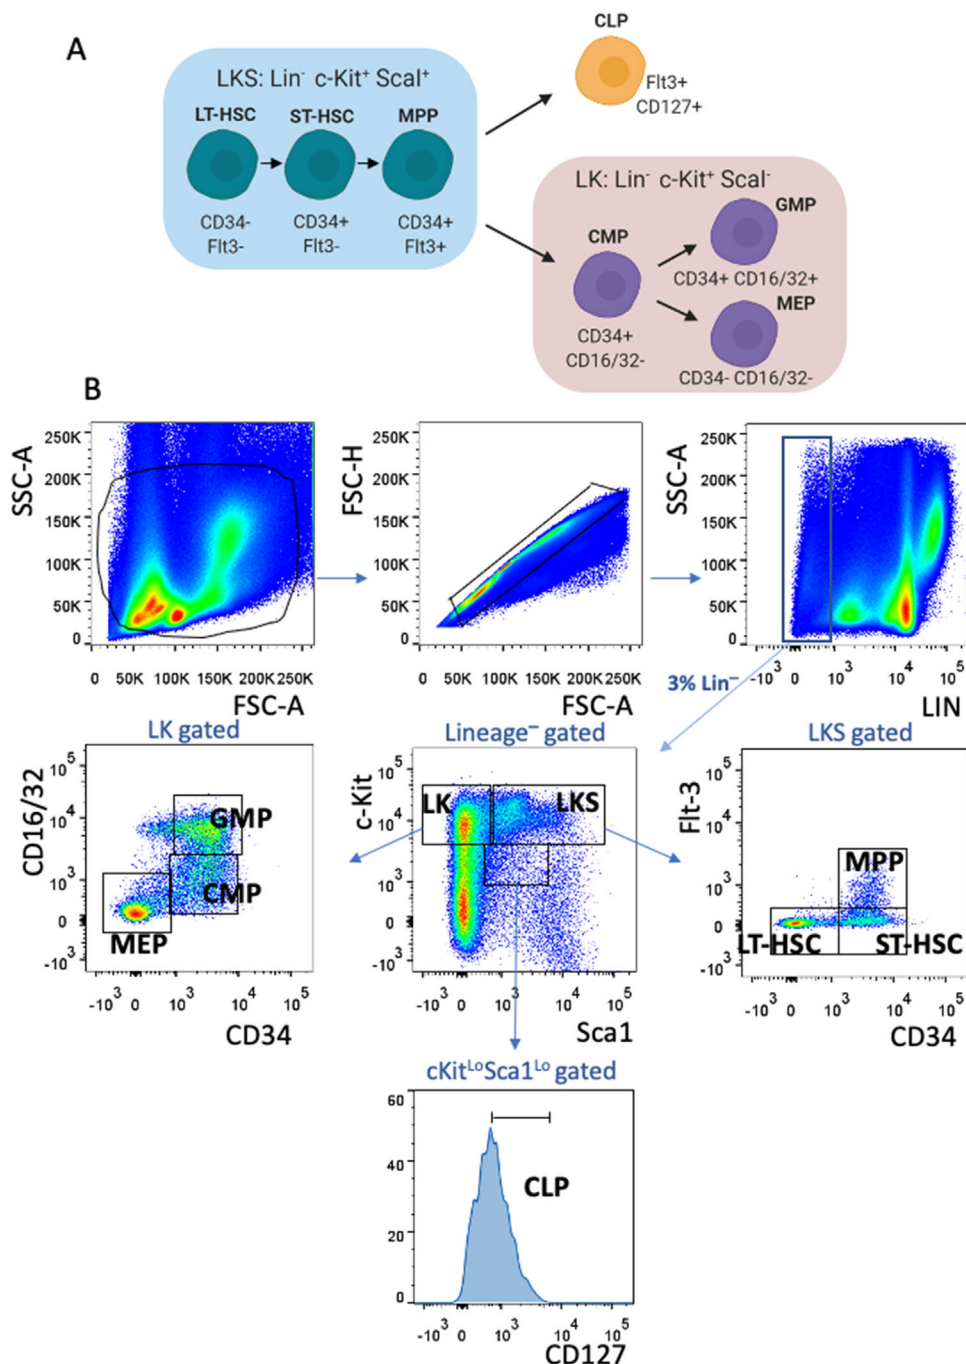 A
LKS: Lin⁻ c-Kit⁺ ScaI⁺
LT-HSC
ST-HSC
MPP
CD34-
Flt3-
CD34+
Flt3-
CD34+
Flt3+
CLP
Flt3+
CD127+
LK: Lin⁻ c-Kit⁺ ScaI⁻
GMP
CMP
CD34+ CD16/32+
MEP
CD34+
CD16/32-
CD34- CD16/32-
B
SSC-A
250K
200K
150K
100K
50K
0
0 50K 100K 150K 200K 250K
FSC-A
FSC-H
250K
200K
150K
100K
50K
0
0 50K 100K 150K 200K 250K
FSC-A
SSC-A
250K
200K
150K
100K
50K
0
-10³ 0 10³ 10⁴ 10⁵
LIN
3% Lin⁻
LK gated
CD16/32
10⁵
10⁴
10³
0
-10³
GMP
CMP
MEP
-10³ 0 10³ 10⁴ 10⁵
CD34
Lineage⁻ gated
c-Kit
10⁵
10⁴
10³
0
-10³
LK
LKS
-10³ 0 10³ 10⁴ 10⁵
Sca1
LKS gated
Flt-3
10⁵
10⁴
10³
0
-10³
MPP
LT-HSC
ST-HSC
-10³ 0 10³ 10⁴ 10⁵
CD34
cKitᴸᵒSca1ᴸᵒ gated
60
40
20
0
CLP
-10³ 0 10³ 10⁴ 10⁵
CD127